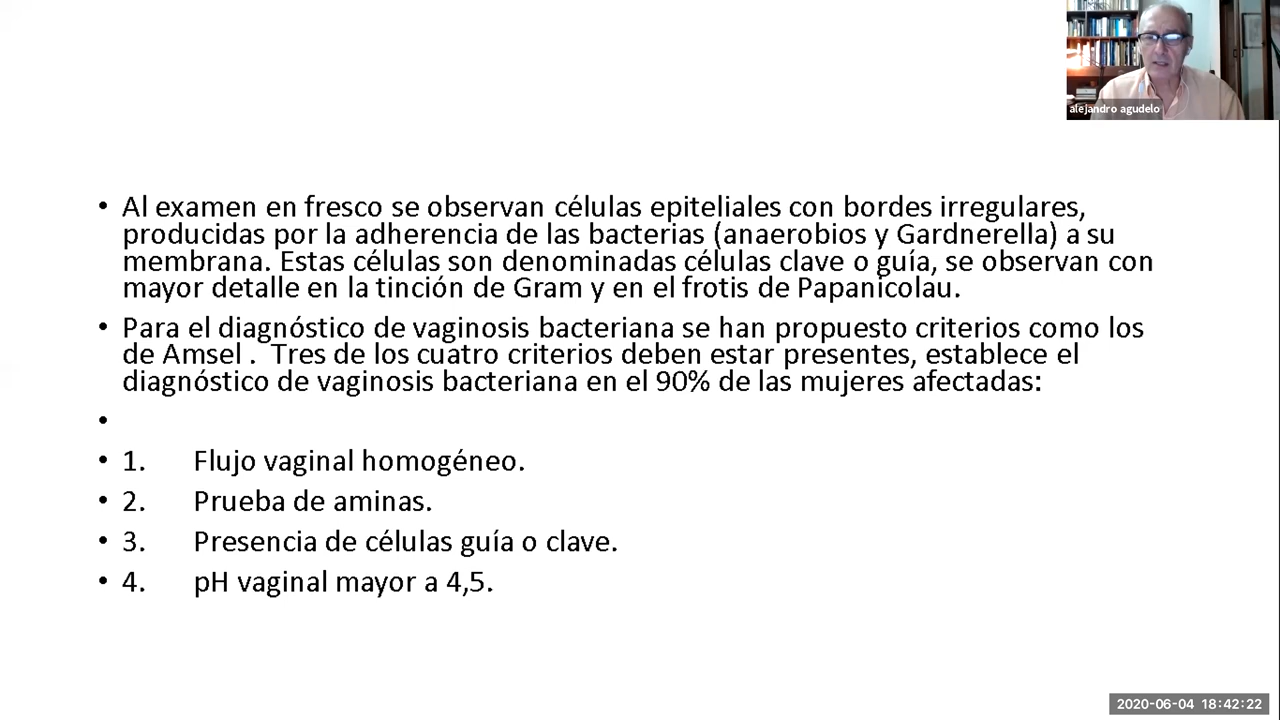 alejandro agudelo
• Al examen en fresco se observan células epiteliales con bordes irregulares,
producidas por la adherencia de las bacterias (anaerobios y Gardnerella) a su
membrana. Estas células son denominadas células clave o guía, se observan con
mayor detalle en la tinción de Gram y en el frotis de Papanicolau.
• Para el diagnóstico de vaginosis bacteriana se han propuesto criterios como los
de Amsel . Tres de los cuatro criterios deben estar presentes, establece el
diagnóstico de vaginosis bacteriana en el 90% de las mujeres afectadas:
•
• 1. Flujo vaginal homogéneo.
• 2. Prueba de aminas.
• 3. Presencia de células guía o clave.
• 4. pH vaginal mayor a 4,5.
2020-06-04 18:42:22